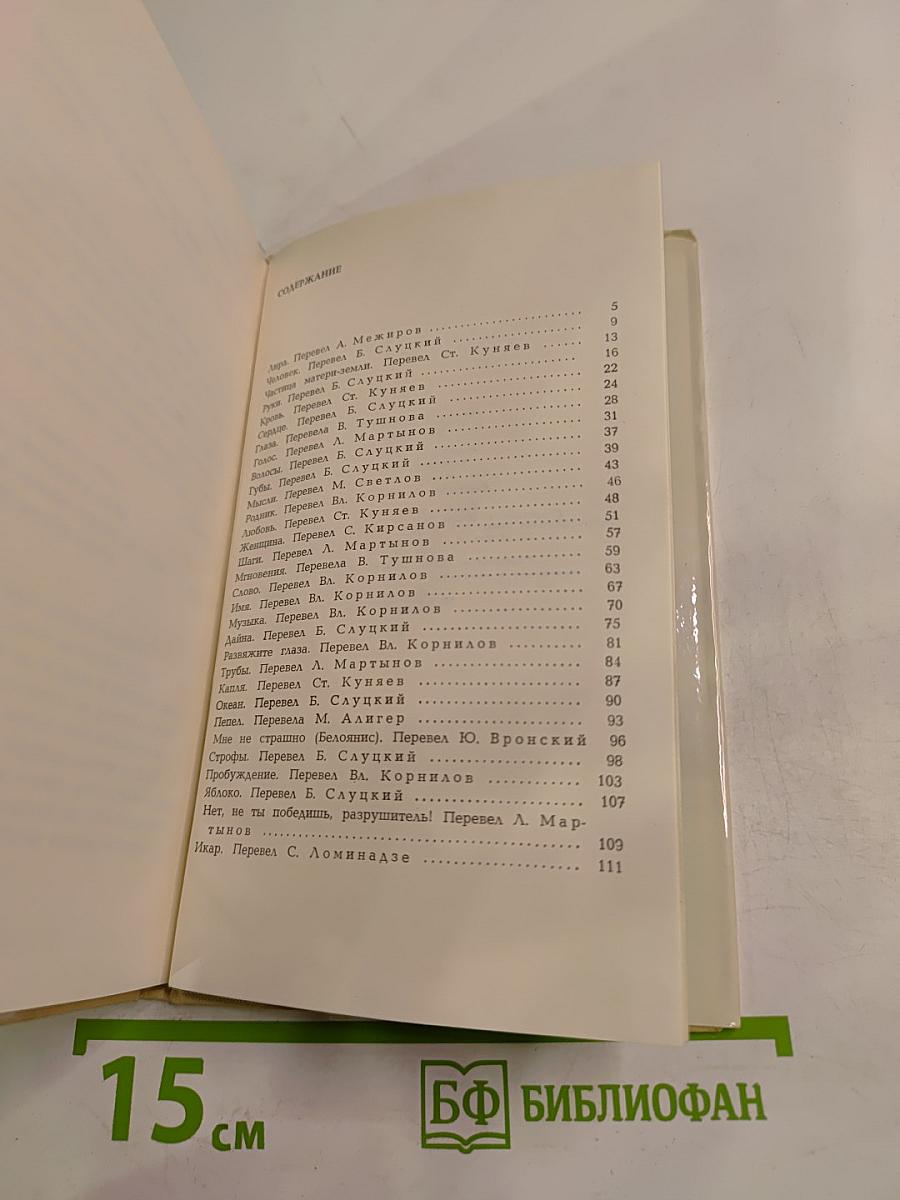 СОДЕРЖАНИЕ
Лира. Перевел А. Межиров 5
Человек. Перевел Б. Слуцкий 9
Частица матери-земли. Перевел Ст. Куняев 13
Руки. Перевел Б. Слуцкий 16
Кровь. Перевел Ст. Куняев 22
Сердце. Перевел Б. Слуцкий 24
Глаза. Перевела В. Тушнова 28
Голос. Перевел Л. Мартынов 31
Волосы. Перевел Б. Слуцкий 37
Губы. Перевел Б. Слуцкий 39
Мысли. Перевел М. Светлов 43
Родник. Перевел Вл. Корнилов 46
Любовь. Перевел Ст. Куняев 48
Женщина. Перевел С. Кирсанов 51
Шаги. Перевел Л. Мартынов 57
Мгновения. Перевела В. Тушнова 59
Слово. Перевел Вл. Корнилов 63
Имя. Перевел Вл. Корнилов 67
Музыка. Перевел Вл. Корнилов 70
Дайна. Перевел Б. Слуцкий 75
Развяжите глаза. Перевел Вл. Корнилов 81
Трубы. Перевел Л. Мартынов 84
Капля. Перевел Ст. Куняев 87
Океан. Перевел Б. Слуцкий 90
Пепел. Перевела М. Алигер 93
Мне не страшно (Белоянис). Перевел Ю. Вронский 96
Строфы. Перевел Б. Слуцкий 98
Пробуждение. Перевел Вл. Корнилов 103
Яблоко. Перевел Б. Слуцкий 107
Нет, не ты победишь, разрушитель! Перевел Л. Мар-
тынов 109
Икар. Перевел С. Ломинадзе 111
15 см
БФ БИБЛИОФАН